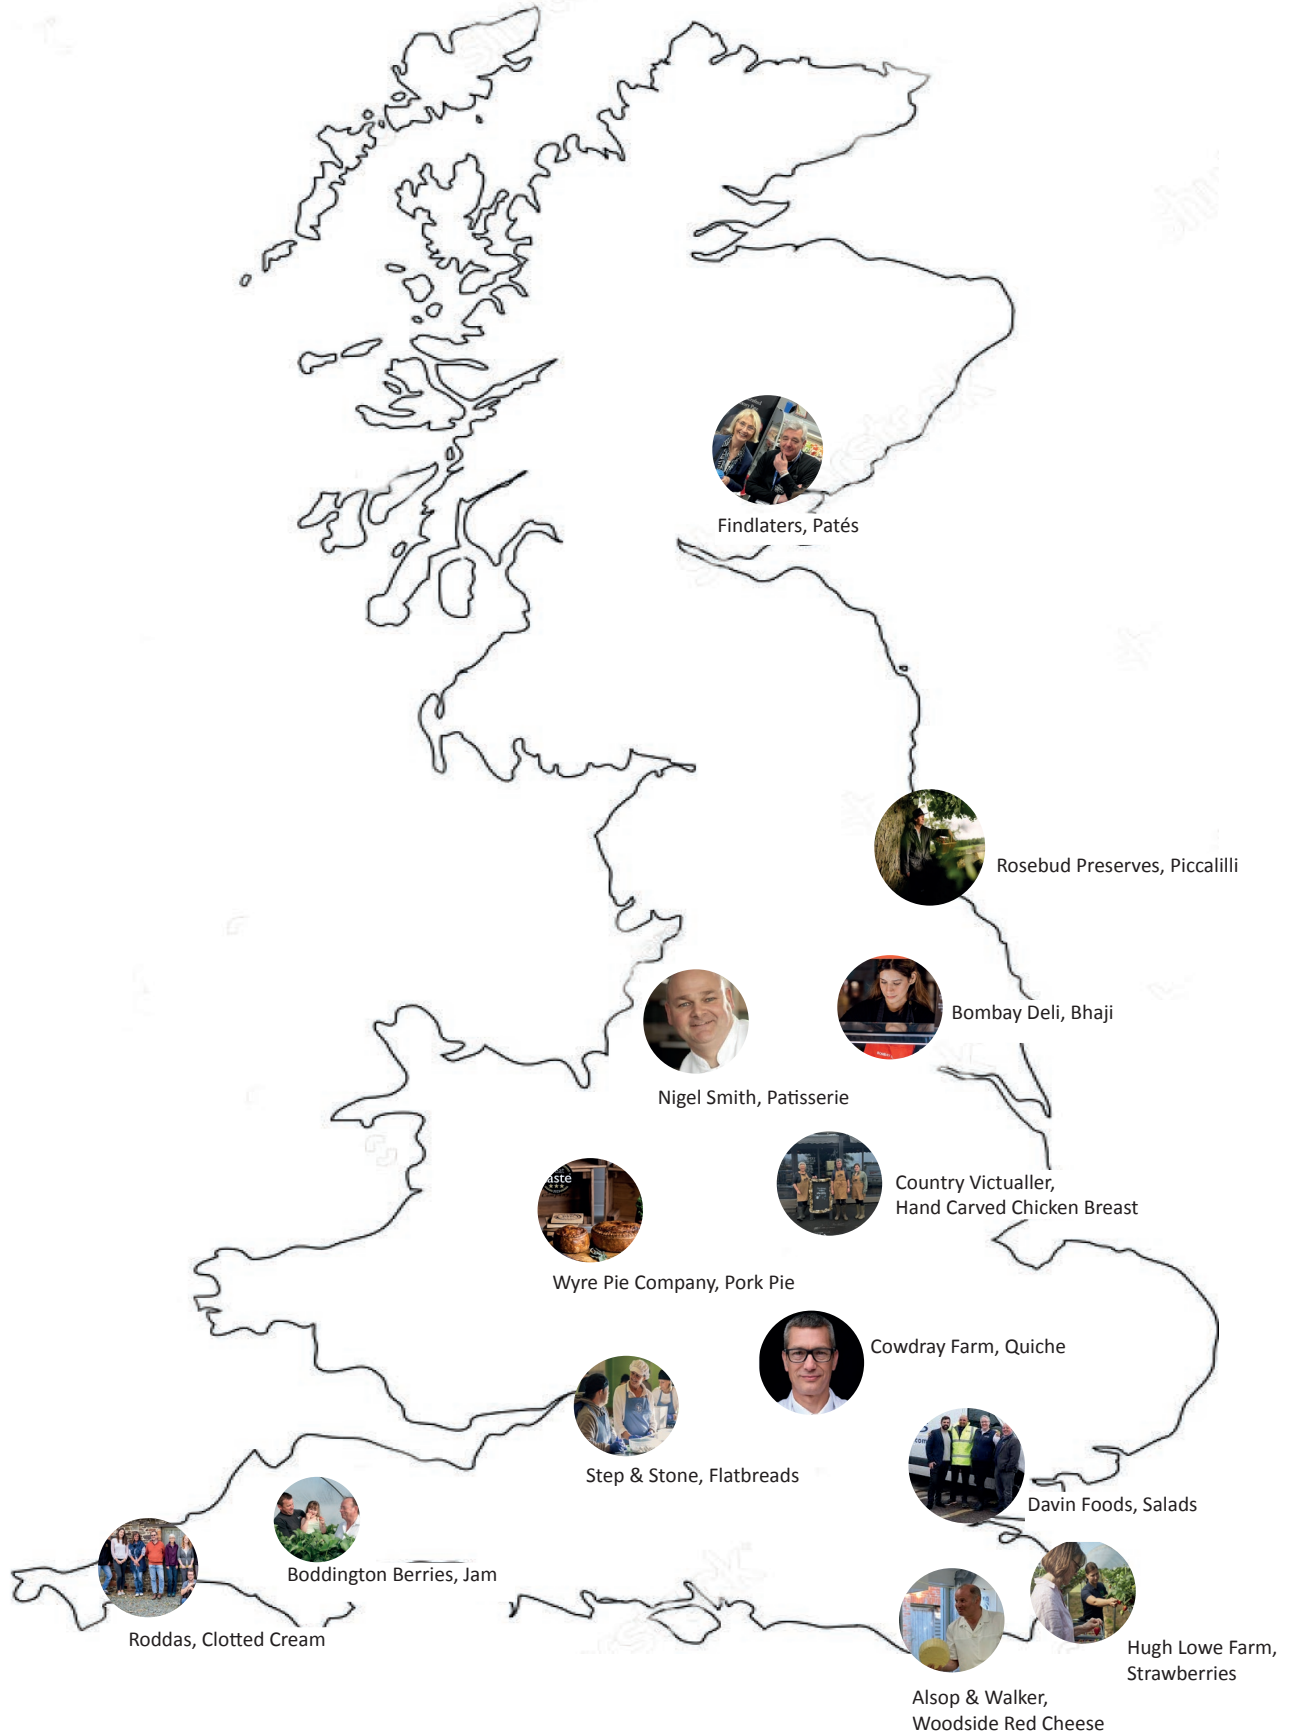 Findlaters, Patés
Rosebud Preserves, Piccalilli
Bombay Deli, Bhaji
Nigel Smith, Patisserie
Country Victualler,
Hand Carved Chicken Breast
aste
Wyre Pie Company, Pork Pie
Cowdray Farm, Quiche
Step & Stone, Flatbreads
Davin Foods, Salads
Boddington Berries, Jam
Roddas, Clotted Cream
Hugh Lowe Farm,
Strawberries
Alsop & Walker,
Woodside Red Cheese